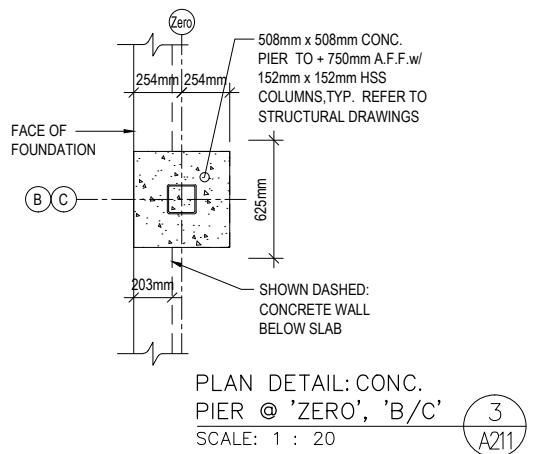 Zero
508mm x 508mm CONC.
PIER TO + 750mm A.F.F.w/
152mm x 152mm HSS
COLUMNS,TYP. REFER TO
STRUCTURAL DRAWINGS
254mm 254mm
FACE OF
FOUNDATION
B C
625mm
203mm
SHOWN DASHED:
CONCRETE WALL
BELOW SLAB
PLAN DETAIL: CONC.
PIER @ 'ZERO', 'B/C'
SCALE: 1 : 20
3
A211